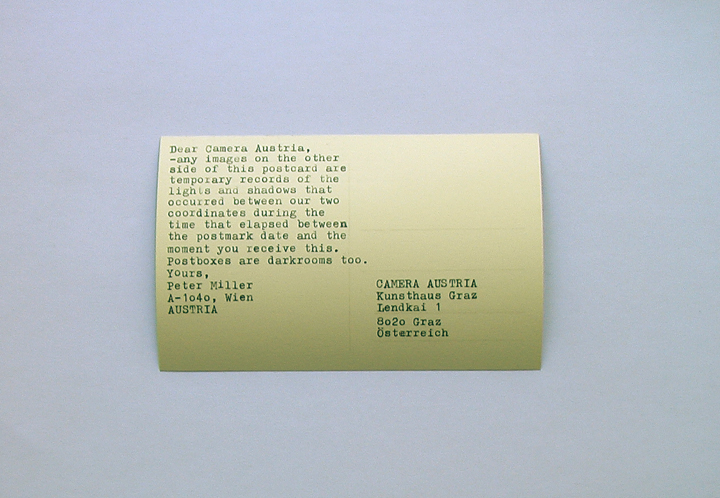 Dear Camera Austria,
-any images on the other
side of this postcard are
temporary records of the
lights and shadows that
occurred between our two
coordinates during the
time that elapsed between
the postmark date and the
moment you receive this.
Postboxes are darkrooms too.
Yours,
Peter Miller
A-1o4o, Wien
AUSTRIA
CAMERA AUSTRIA
Kunsthaus Graz
Lendkai 1
8o2o Graz
Österreich